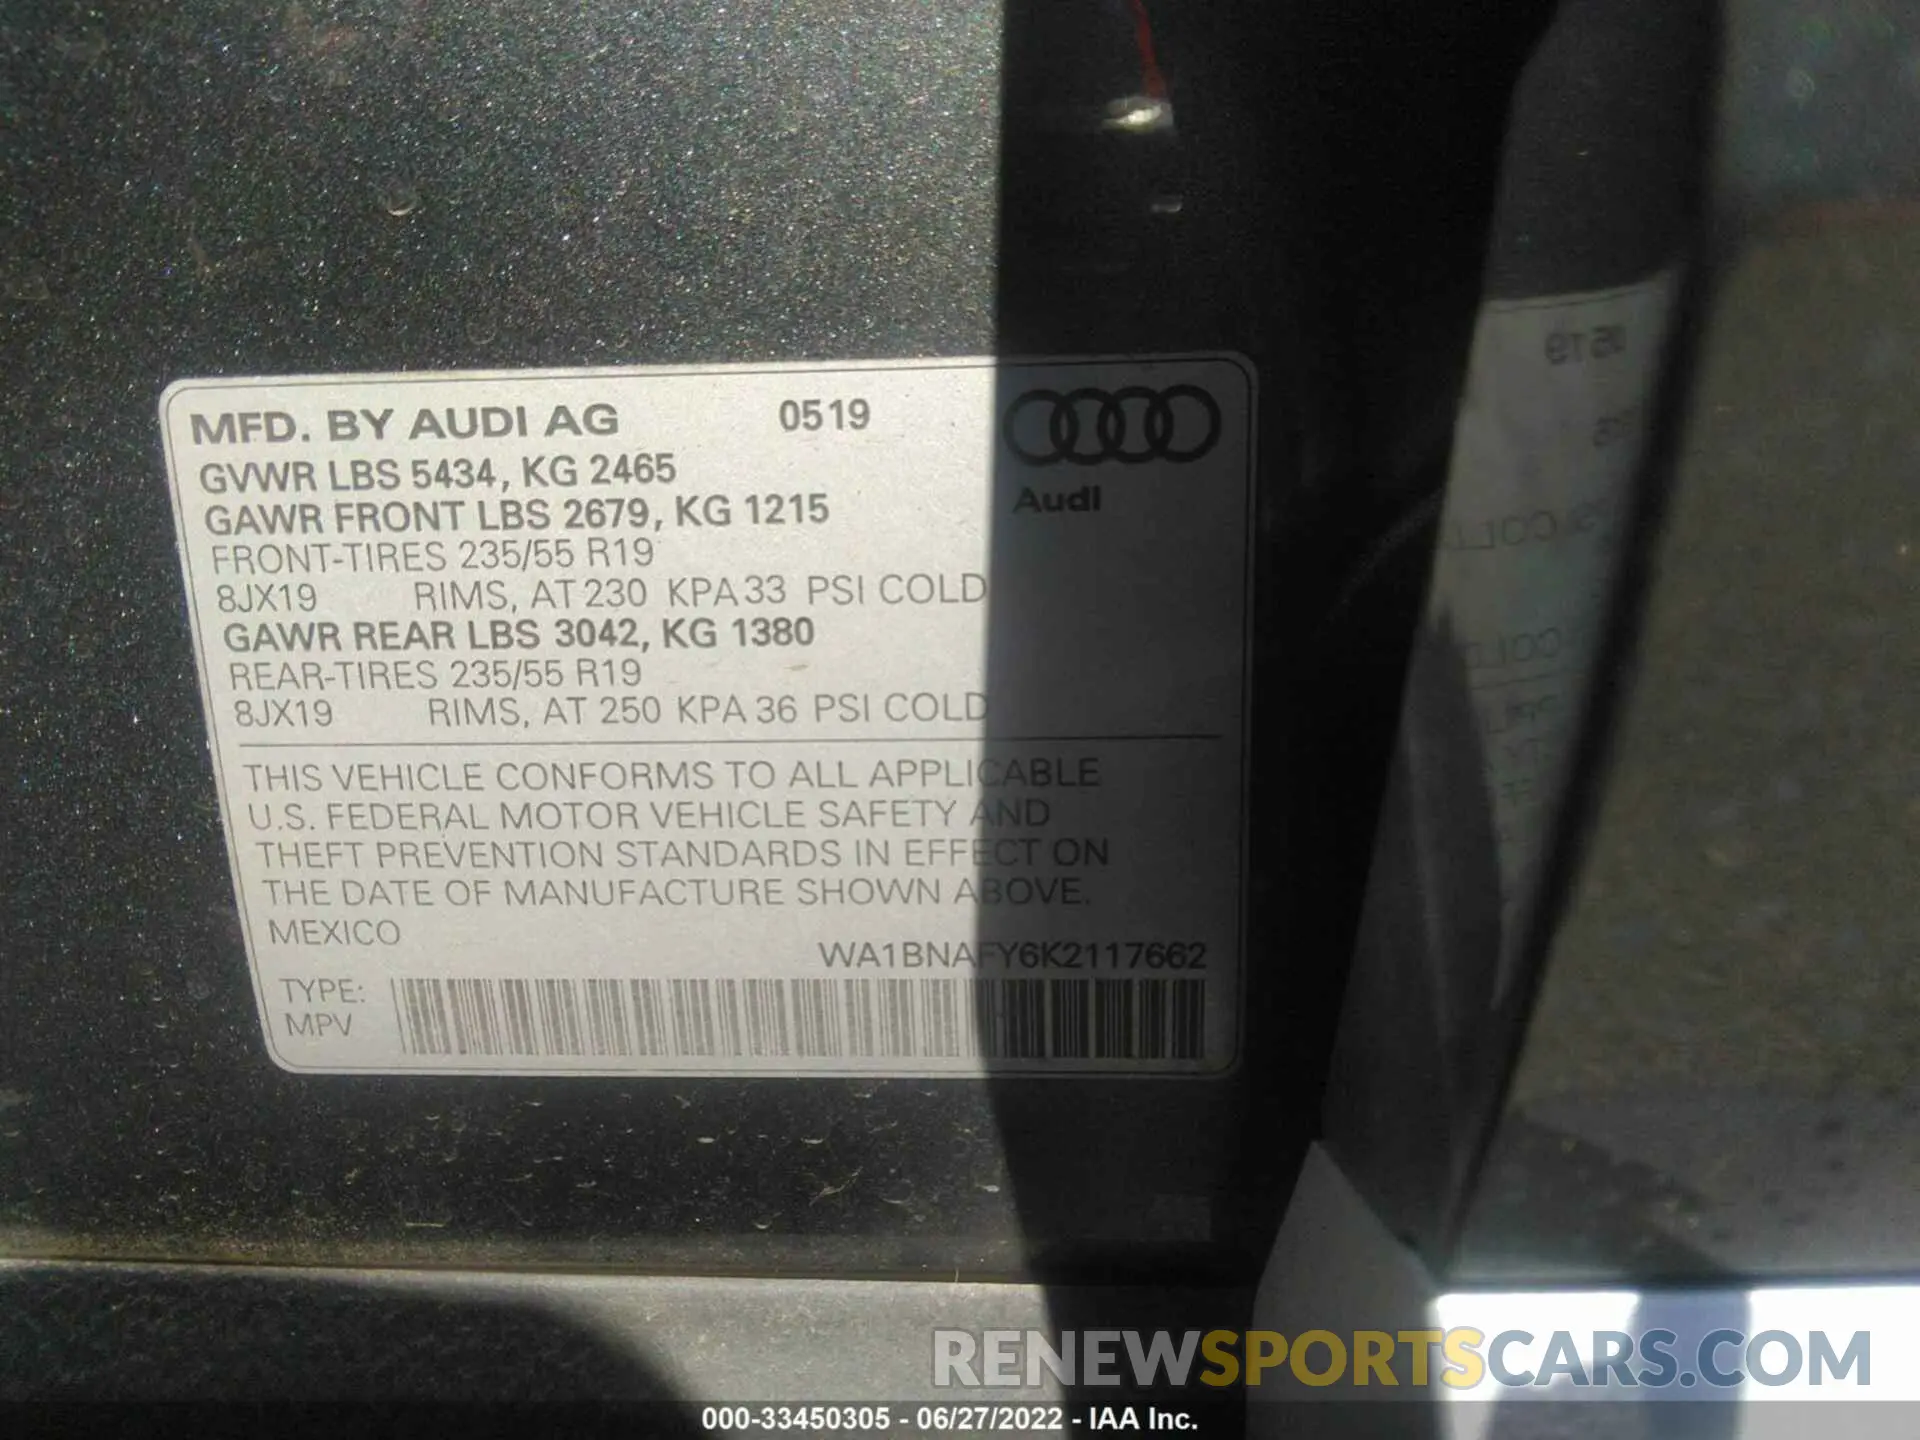 MFD. BY AUDI AG 0519
Audi
GVWR LBS 5434, KG 2465
GAWR FRONT LBS 2679, KG 1215
FRONT-TIRES 235/55 R19
8JX19 RIMS, AT 230 KPA 33 PSI COLD
GAWR REAR LBS 3042, KG 1380
REAR-TIRES 235/55 R19
8JX19 RIMS, AT 250 KPA 36 PSI COLD
THIS VEHICLE CONFORMS TO ALL APPLICABLE
U.S. FEDERAL MOTOR VEHICLE SAFETY AND
THEFT PREVENTION STANDARDS IN EFFECT ON
THE DATE OF MANUFACTURE SHOWN ABOVE.
MEXICO
WA1BNAFY6K2117662
TYPE:
MPV
RENEWSPORTSCARS.COM
000-33450305 - 06/27/2022 - IAA Inc.